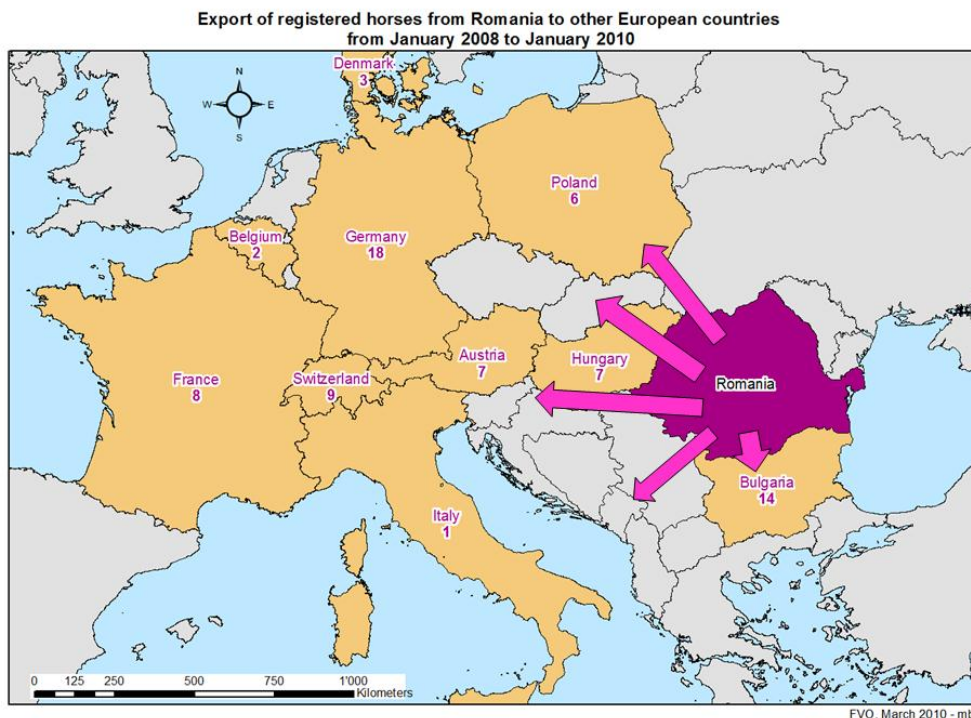 Export of registered horses from Romania to other European countries
from January 2008 to January 2010
Denmark
3
N
W
E
S
Poland
6
Belgium
2
Germany
18
Austria
7
Hungary
7
France
8
Switzerland
9
Romania
Bulgaria
14
Italy
1
0 125 250 500 750 1'000
Kilometers
FVO, March 2010 - mb